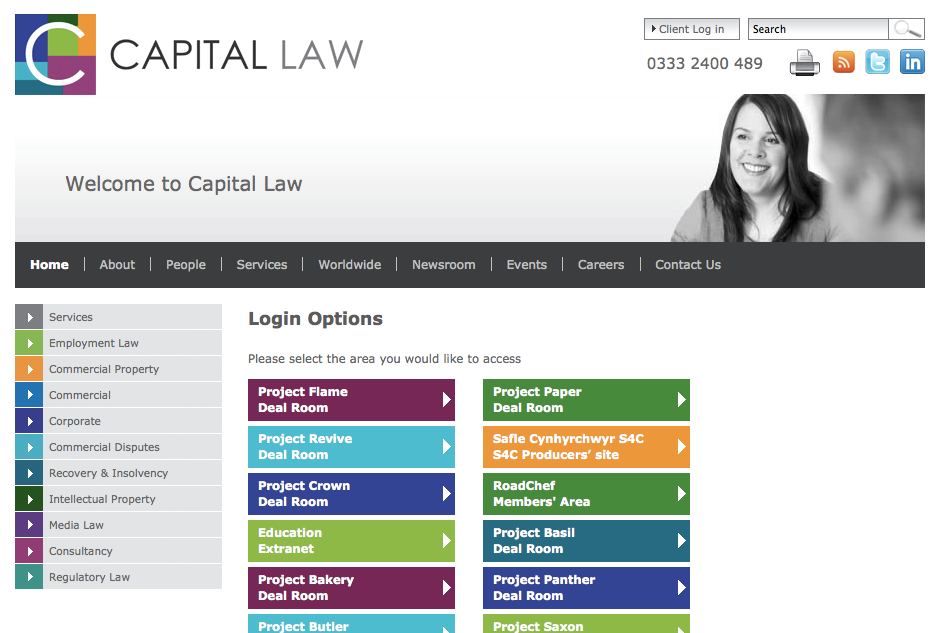 C CAPITAL LAW
Client Log in
Search
0333 2400 489
in
Welcome to Capital Law
Home About People Services Worldwide Newsroom Events Careers Contact Us
Services
Employment Law
Commercial Property
Commercial
Corporate
Commercial Disputes
Recovery & Insolvency
Intellectual Property
Media Law
Consultancy
Regulatory Law
Login Options
Please select the area you would like to access
Project Flame
Deal Room
Project Paper
Deal Room
Project Revive
Deal Room
Safle Cynhyrchwyr S4C
S4C Producers’ site
Project Crown
Deal Room
RoadChef
Members' Area
Education
Extranet
Project Basil
Deal Room
Project Bakery
Deal Room
Project Panther
Deal Room
Project Butler
Project Saxon